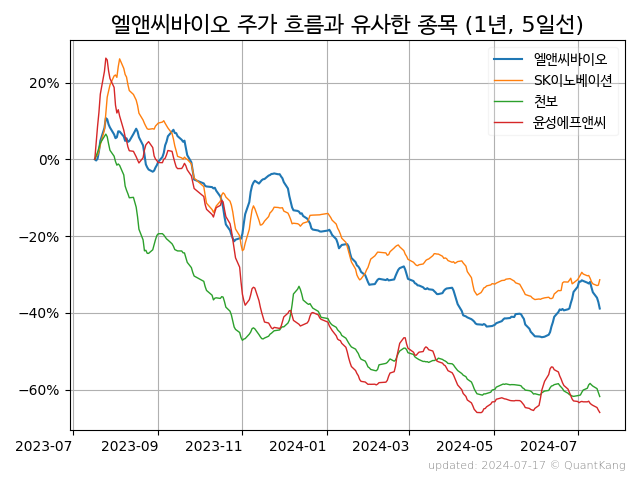 엘앤씨바이오 주가 흐름과 유사한 종목 (1년, 5일선)
엘앤씨바이오
SK이노베이션
천보
윤성에프앤씨
20%
0%
−20%
−40%
−60%
2023-07 2023-09 2023-11 2024-01 2024-03 2024-05 2024-07
updated: 2024-07-17 © QuantKang